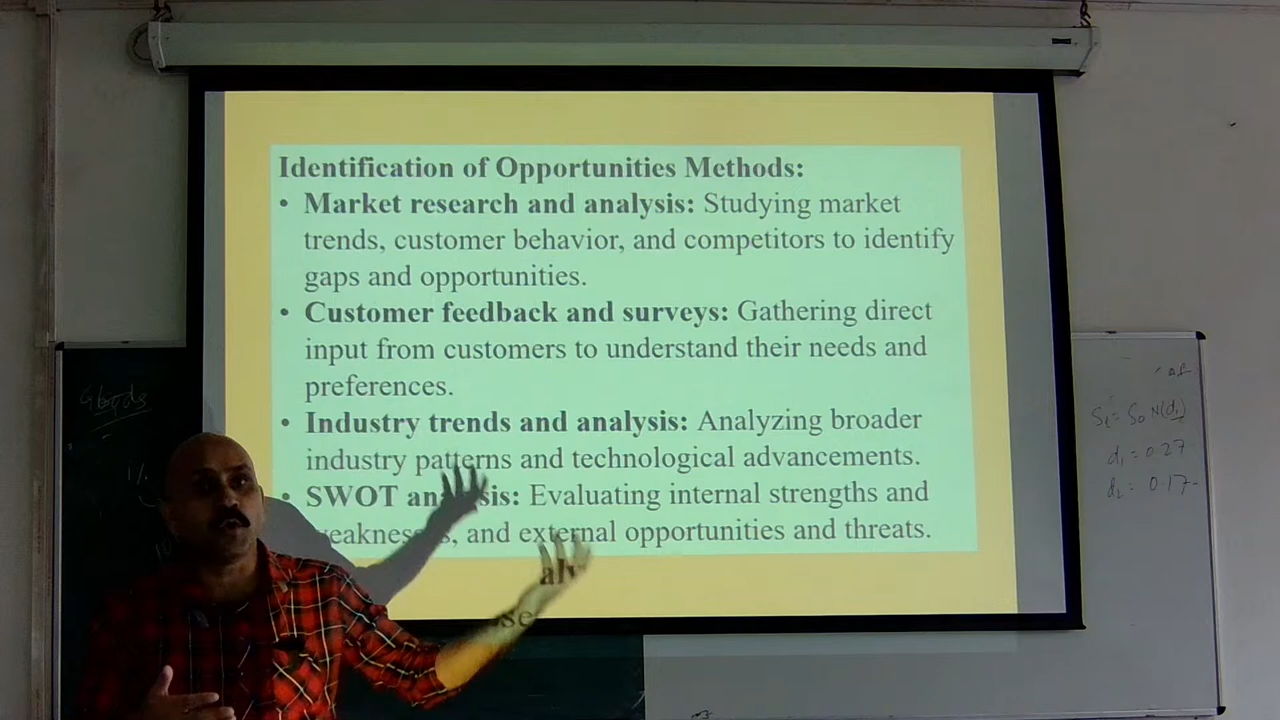 Identification of Opportunities Methods:
• Market research and analysis: Studying market
trends, customer behavior, and competitors to identify
gaps and opportunities.
• Customer feedback and surveys: Gathering direct
input from customers to understand their needs and
preferences.
• Industry trends and analysis: Analyzing broader
industry patterns and technological advancements.
• SWOT analysis: Evaluating internal strengths and
weaknesses, and external opportunities and threats.
d₁ = 0.27
d₂ = 0.17